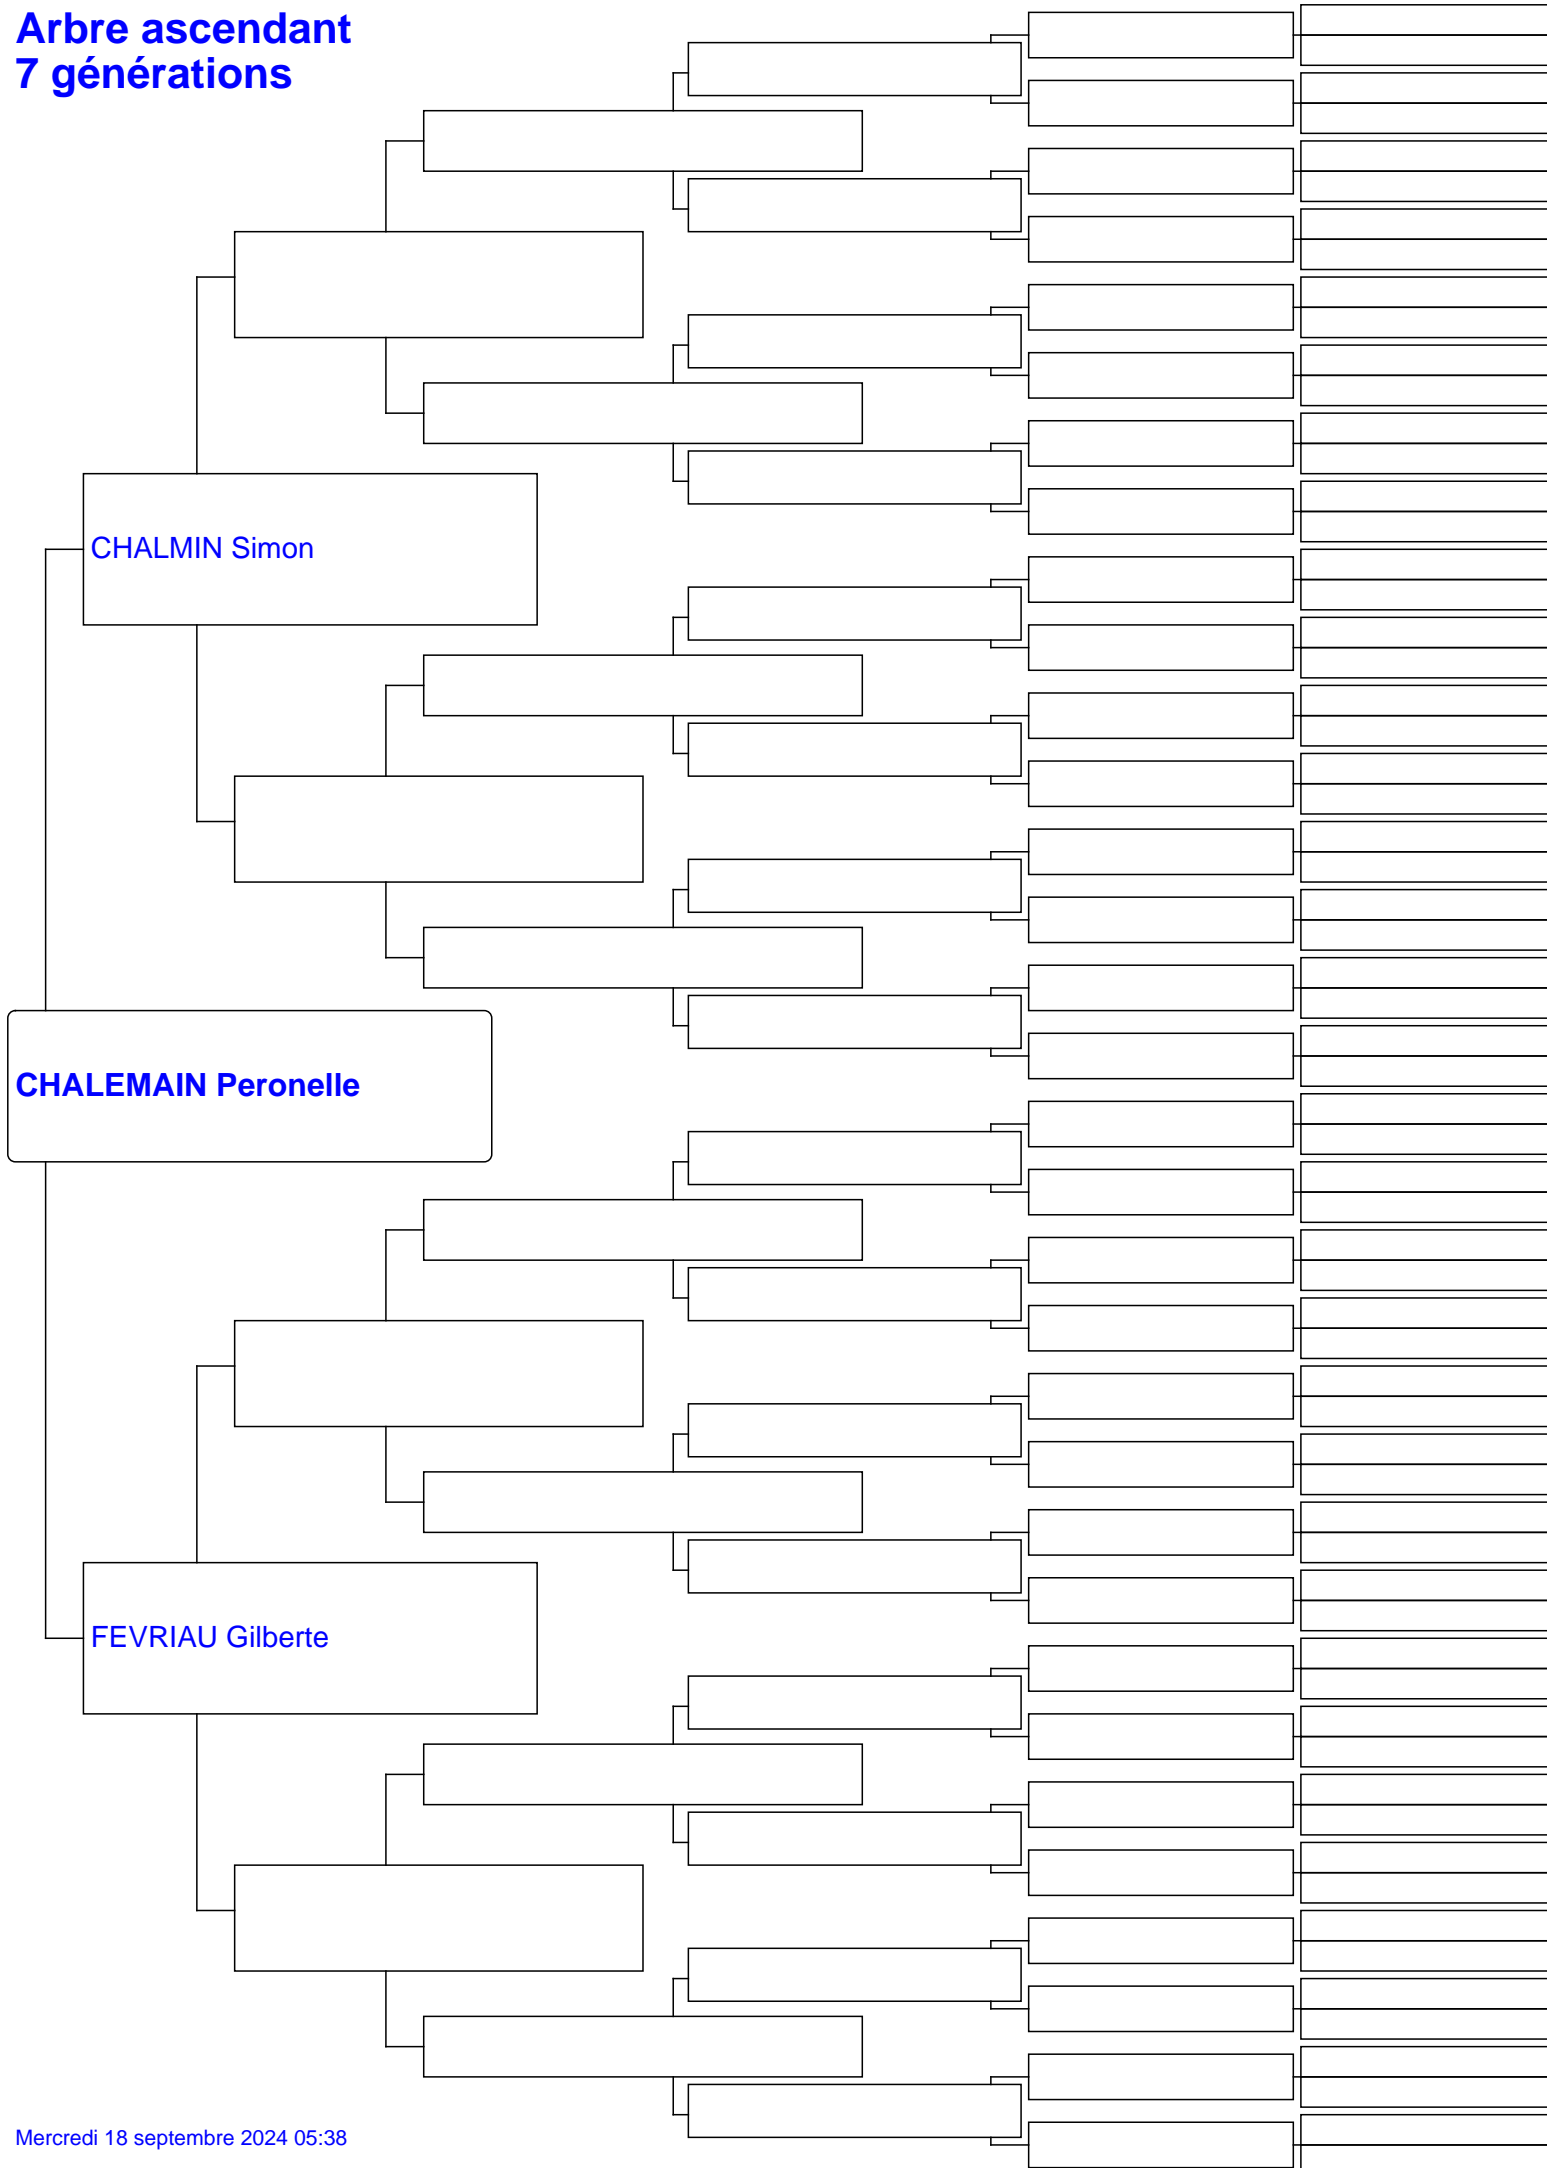 Arbre ascendant
7 générations
CHALMIN Simon
CHALEMAIN Peronelle
FEVRIAU Gilberte
Mercredi 18 septembre 2024 05:38